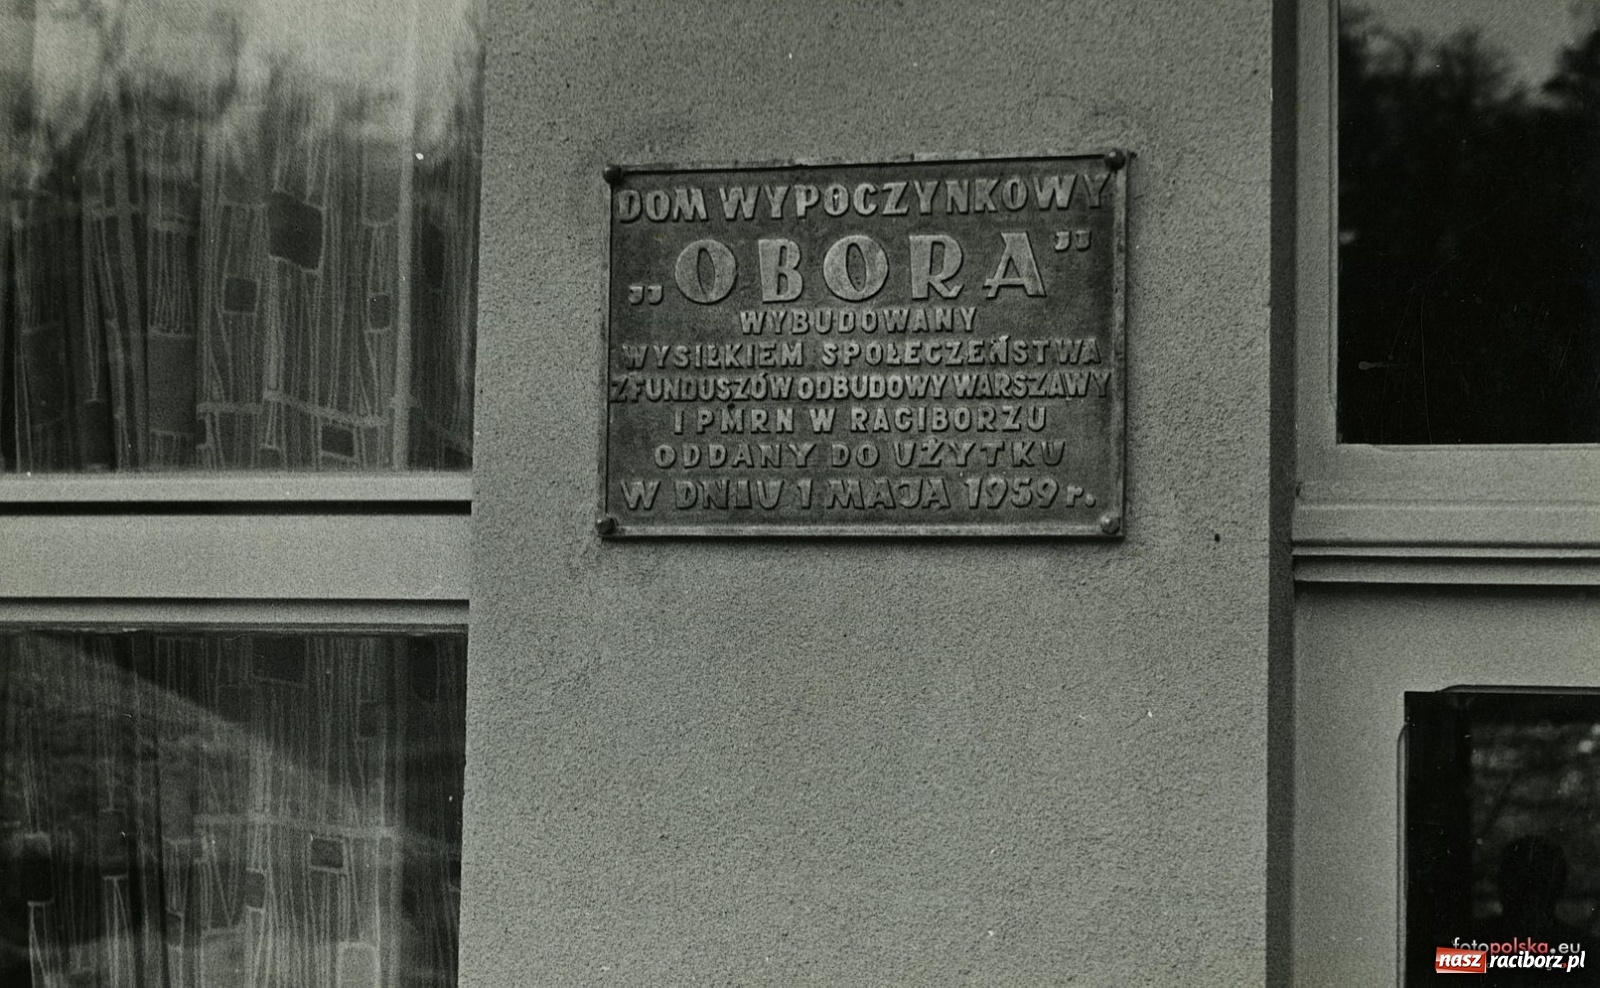 DOM WYPOCZYNKOWY
„OBORA”
WYBUDOWANY
WYSIŁKIEM SPOŁECZEŃSTWA
Z FUNDUSZÓW ODBUDOWY WARSZAWY
I PMRN W RACIBORZU
ODDANY DO UŻYTKU
W DNIU 1 MAJA 1959 r.
fotopolska.eu
nasz raciborz.pl